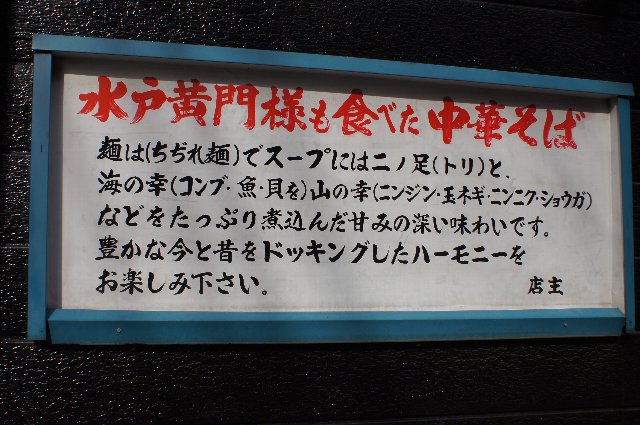 水戸黄門様も食べた中華そば
麺は(ちぢれ麺)でスープには二ノ足(トリ)と、
海の幸(コンブ・魚・貝を)山の幸(ニンジン・玉ネギ・ニンニク・ショウガ)
などをたっぷり煮込んだ甘みの深い味わいです。
豊かな今と昔をドッキングしたハーモニーを
お楽しみ下さい。 店主